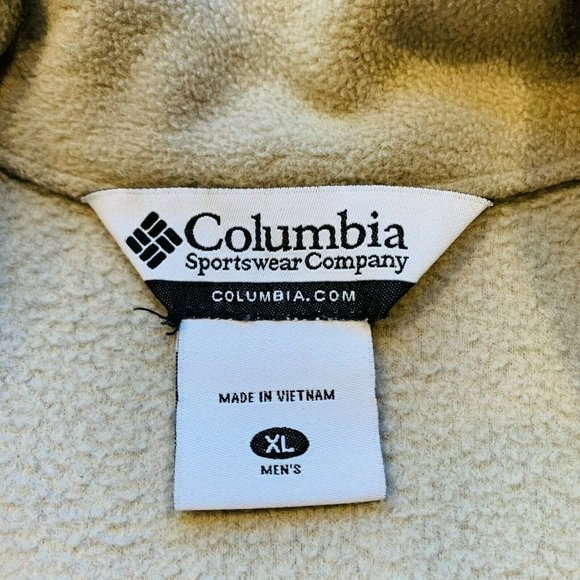 Columbia
Sportswear Company
COLUMBIA.COM
MADE IN VIETNAM
XL
MEN'S